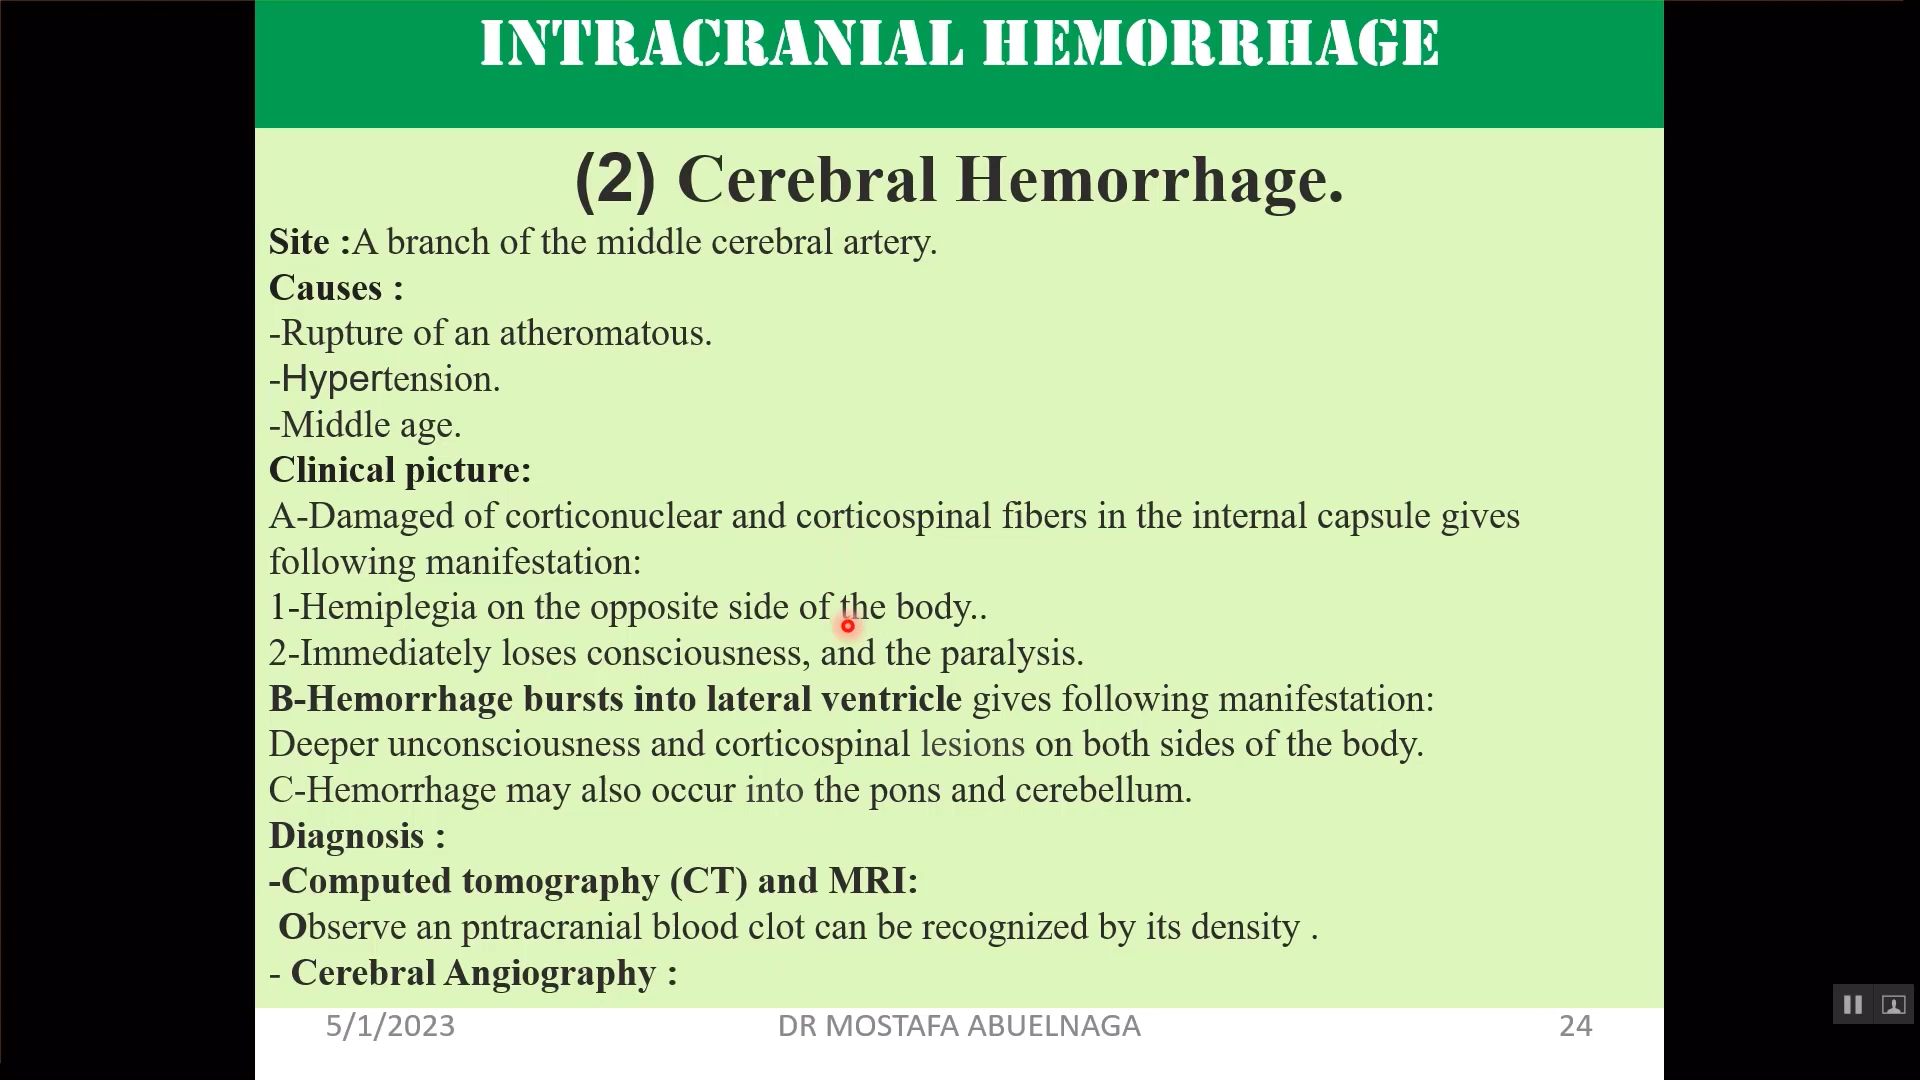 INTRACRANIAL HEMORRHAGE
(2) Cerebral Hemorrhage.
Site :A branch of the middle cerebral artery.
Causes :
-Rupture of an atheromatous.
-Hypertension.
-Middle age.
Clinical picture:
A-Damaged of corticonuclear and corticospinal fibers in the internal capsule gives
following manifestation:
1-Hemiplegia on the opposite side of the body..
2-Immediately loses consciousness, and the paralysis.
B-Hemorrhage bursts into lateral ventricle gives following manifestation:
Deeper unconsciousness and corticospinal lesions on both sides of the body.
C-Hemorrhage may also occur into the pons and cerebellum.
Diagnosis :
-Computed tomography (CT) and MRI:
Observe an pntracranial blood clot can be recognized by its density .
- Cerebral Angiography :
5/1/2023 DR MOSTAFA ABUELNAGA 24